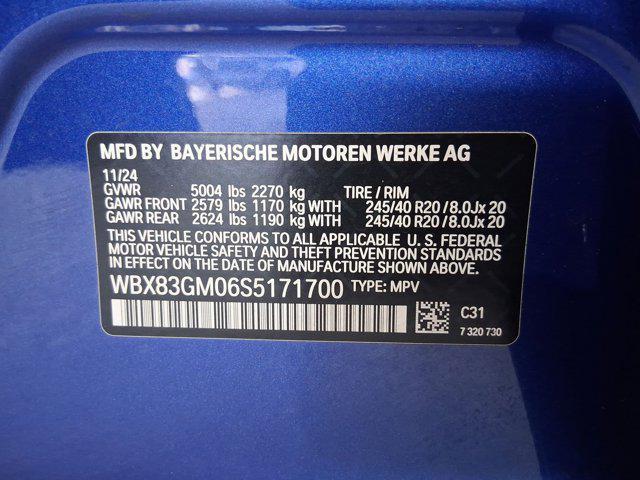 MFD BY BAYERISCHE MOTOREN WERKE AG
11/24
GVWR 5004 lbs 2270 kg TIRE / RIM
GAWR FRONT 2579 lbs 1170 kg WITH 245/40 R20 / 8.0Jx 20
GAWR REAR 2624 lbs 1190 kg WITH 245/40 R20 / 8.0Jx 20
THIS VEHICLE CONFORMS TO ALL APPLICABLE U. S. FEDERAL
MOTOR VEHICLE SAFETY AND THEFT PREVENTION STANDARDS
IN EFFECT ON THE DATE OF MANUFACTURE SHOWN ABOVE.
WBX83GM06S5171700 TYPE: MPV
C31
7 320 730